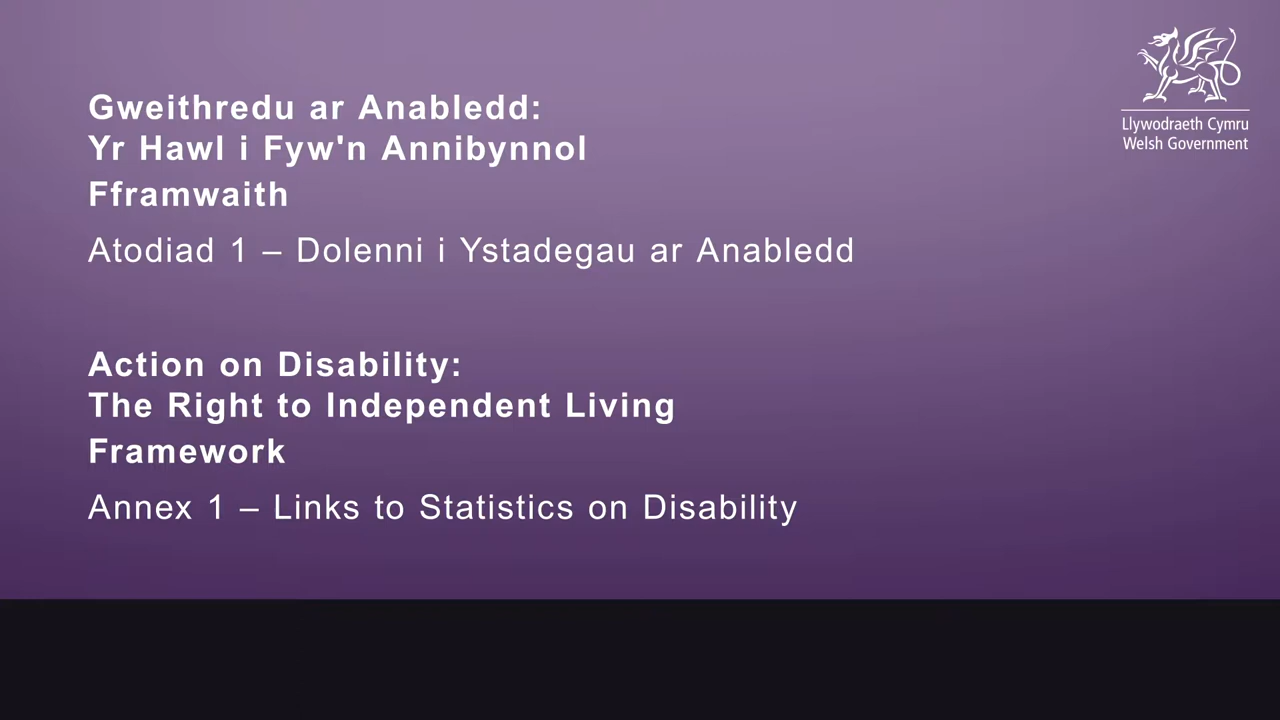 Gweithredu ar Anabledd:
Yr Hawl i Fyw'n Annibynnol
Fframwaith
Atodiad 1 – Dolenni i Ystadegau ar Anabledd
Action on Disability:
The Right to Independent Living
Framework
Annex 1 – Links to Statistics on Disability
Llywodraeth Cymru
Welsh Government